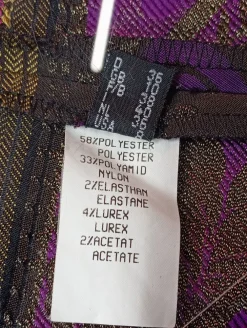 58%POLYESTER
POLYESTER
33%POLYAMID
NYLON
2%ELASTHAN
ELASTANE
4%LUREX
LUREX
2%ACETAT
ACETATE